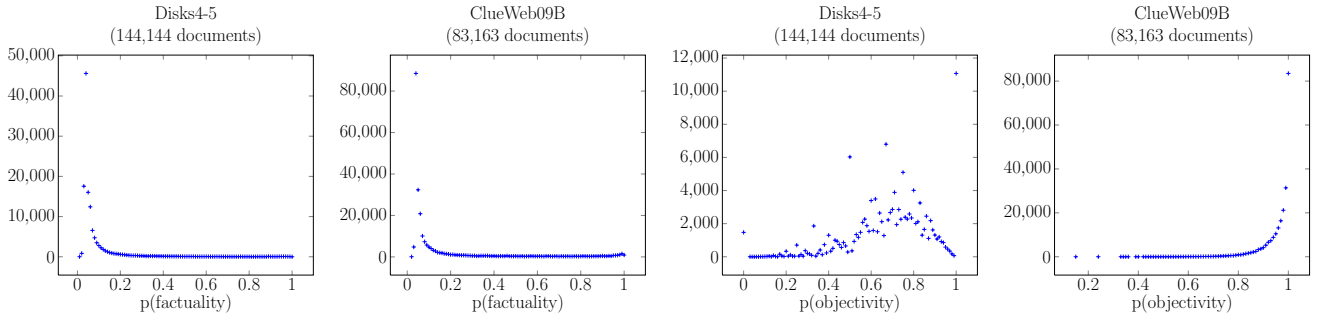 Disks4-5
(144,144 documents)
50,000
40,000
30,000
20,000
10,000
0
0 0.2 0.4 0.6 0.8 1
p(factuality)
ClueWeb09B
(83,163 documents)
80,000
60,000
40,000
20,000
0
0 0.2 0.4 0.6 0.8 1
p(factuality)
Disks4-5
(144,144 documents)
12,000
10,000
8,000
6,000
4,000
2,000
0
0 0.2 0.4 0.6 0.8 1
p(objectivity)
ClueWeb09B
(83,163 documents)
80,000
60,000
40,000
20,000
0
0.2 0.4 0.6 0.8 1
p(objectivity)